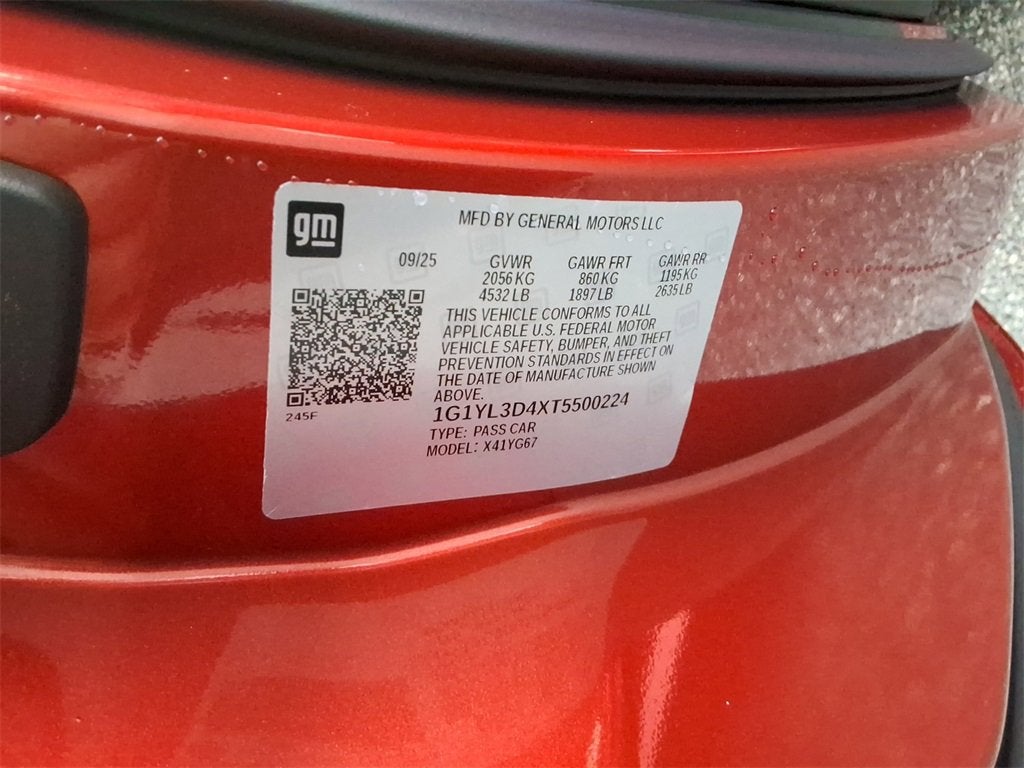 gm
MFD BY GENERAL MOTORS LLC
09/25 GVWR GAWR FRT GAWR RR
2056 KG 860 KG 1195 KG
4532 LB 1897 LB 2635 LB
THIS VEHICLE CONFORMS TO ALL
APPLICABLE U.S. FEDERAL MOTOR
VEHICLE SAFETY, BUMPER, AND THEFT
PREVENTION STANDARDS IN EFFECT ON
THE DATE OF MANUFACTURE SHOWN
ABOVE.
245F
1G1YL3D4XT5500224
TYPE: PASS CAR
MODEL: X41YG67